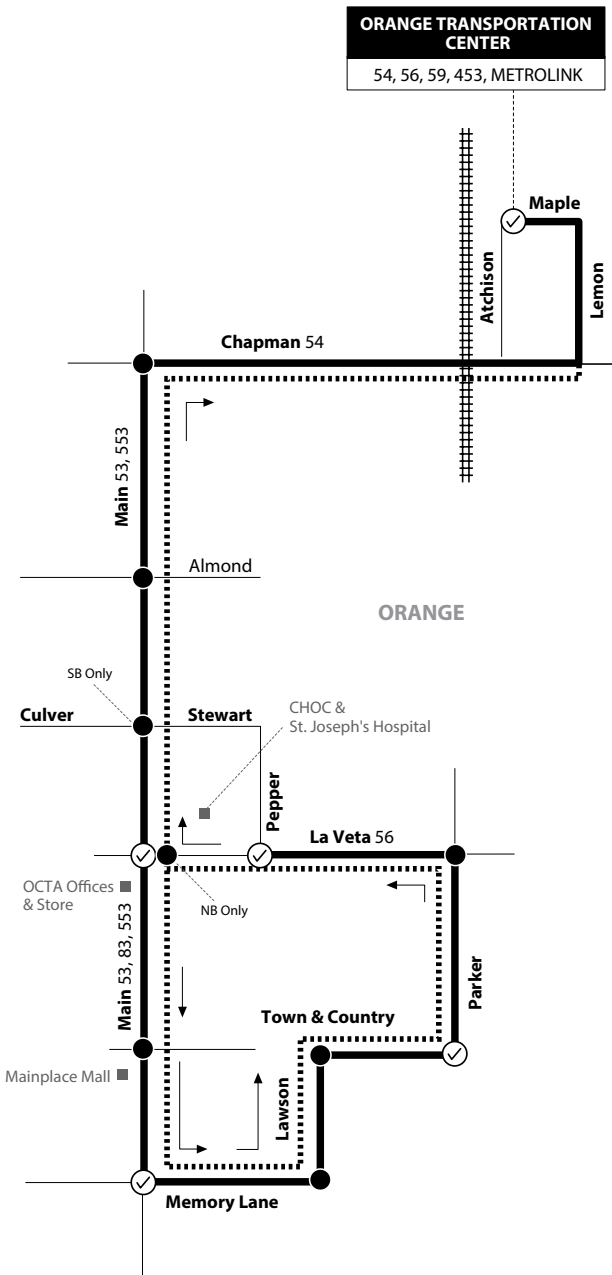 ORANGE TRANSPORTATION
CENTER
54, 56, 59, 453, METROLINK
Maple
Atchison
Lemon
Chapman 54
Main 53, 553
Almond
ORANGE
SB Only
Culver
Stewart
CHOC &
St. Joseph's Hospital
Pepper
La Veta 56
OCTA Offices
& Store
NB Only
Main 53, 83, 553
Parker
Town & Country
Mainplace Mall
Lawson
Memory Lane